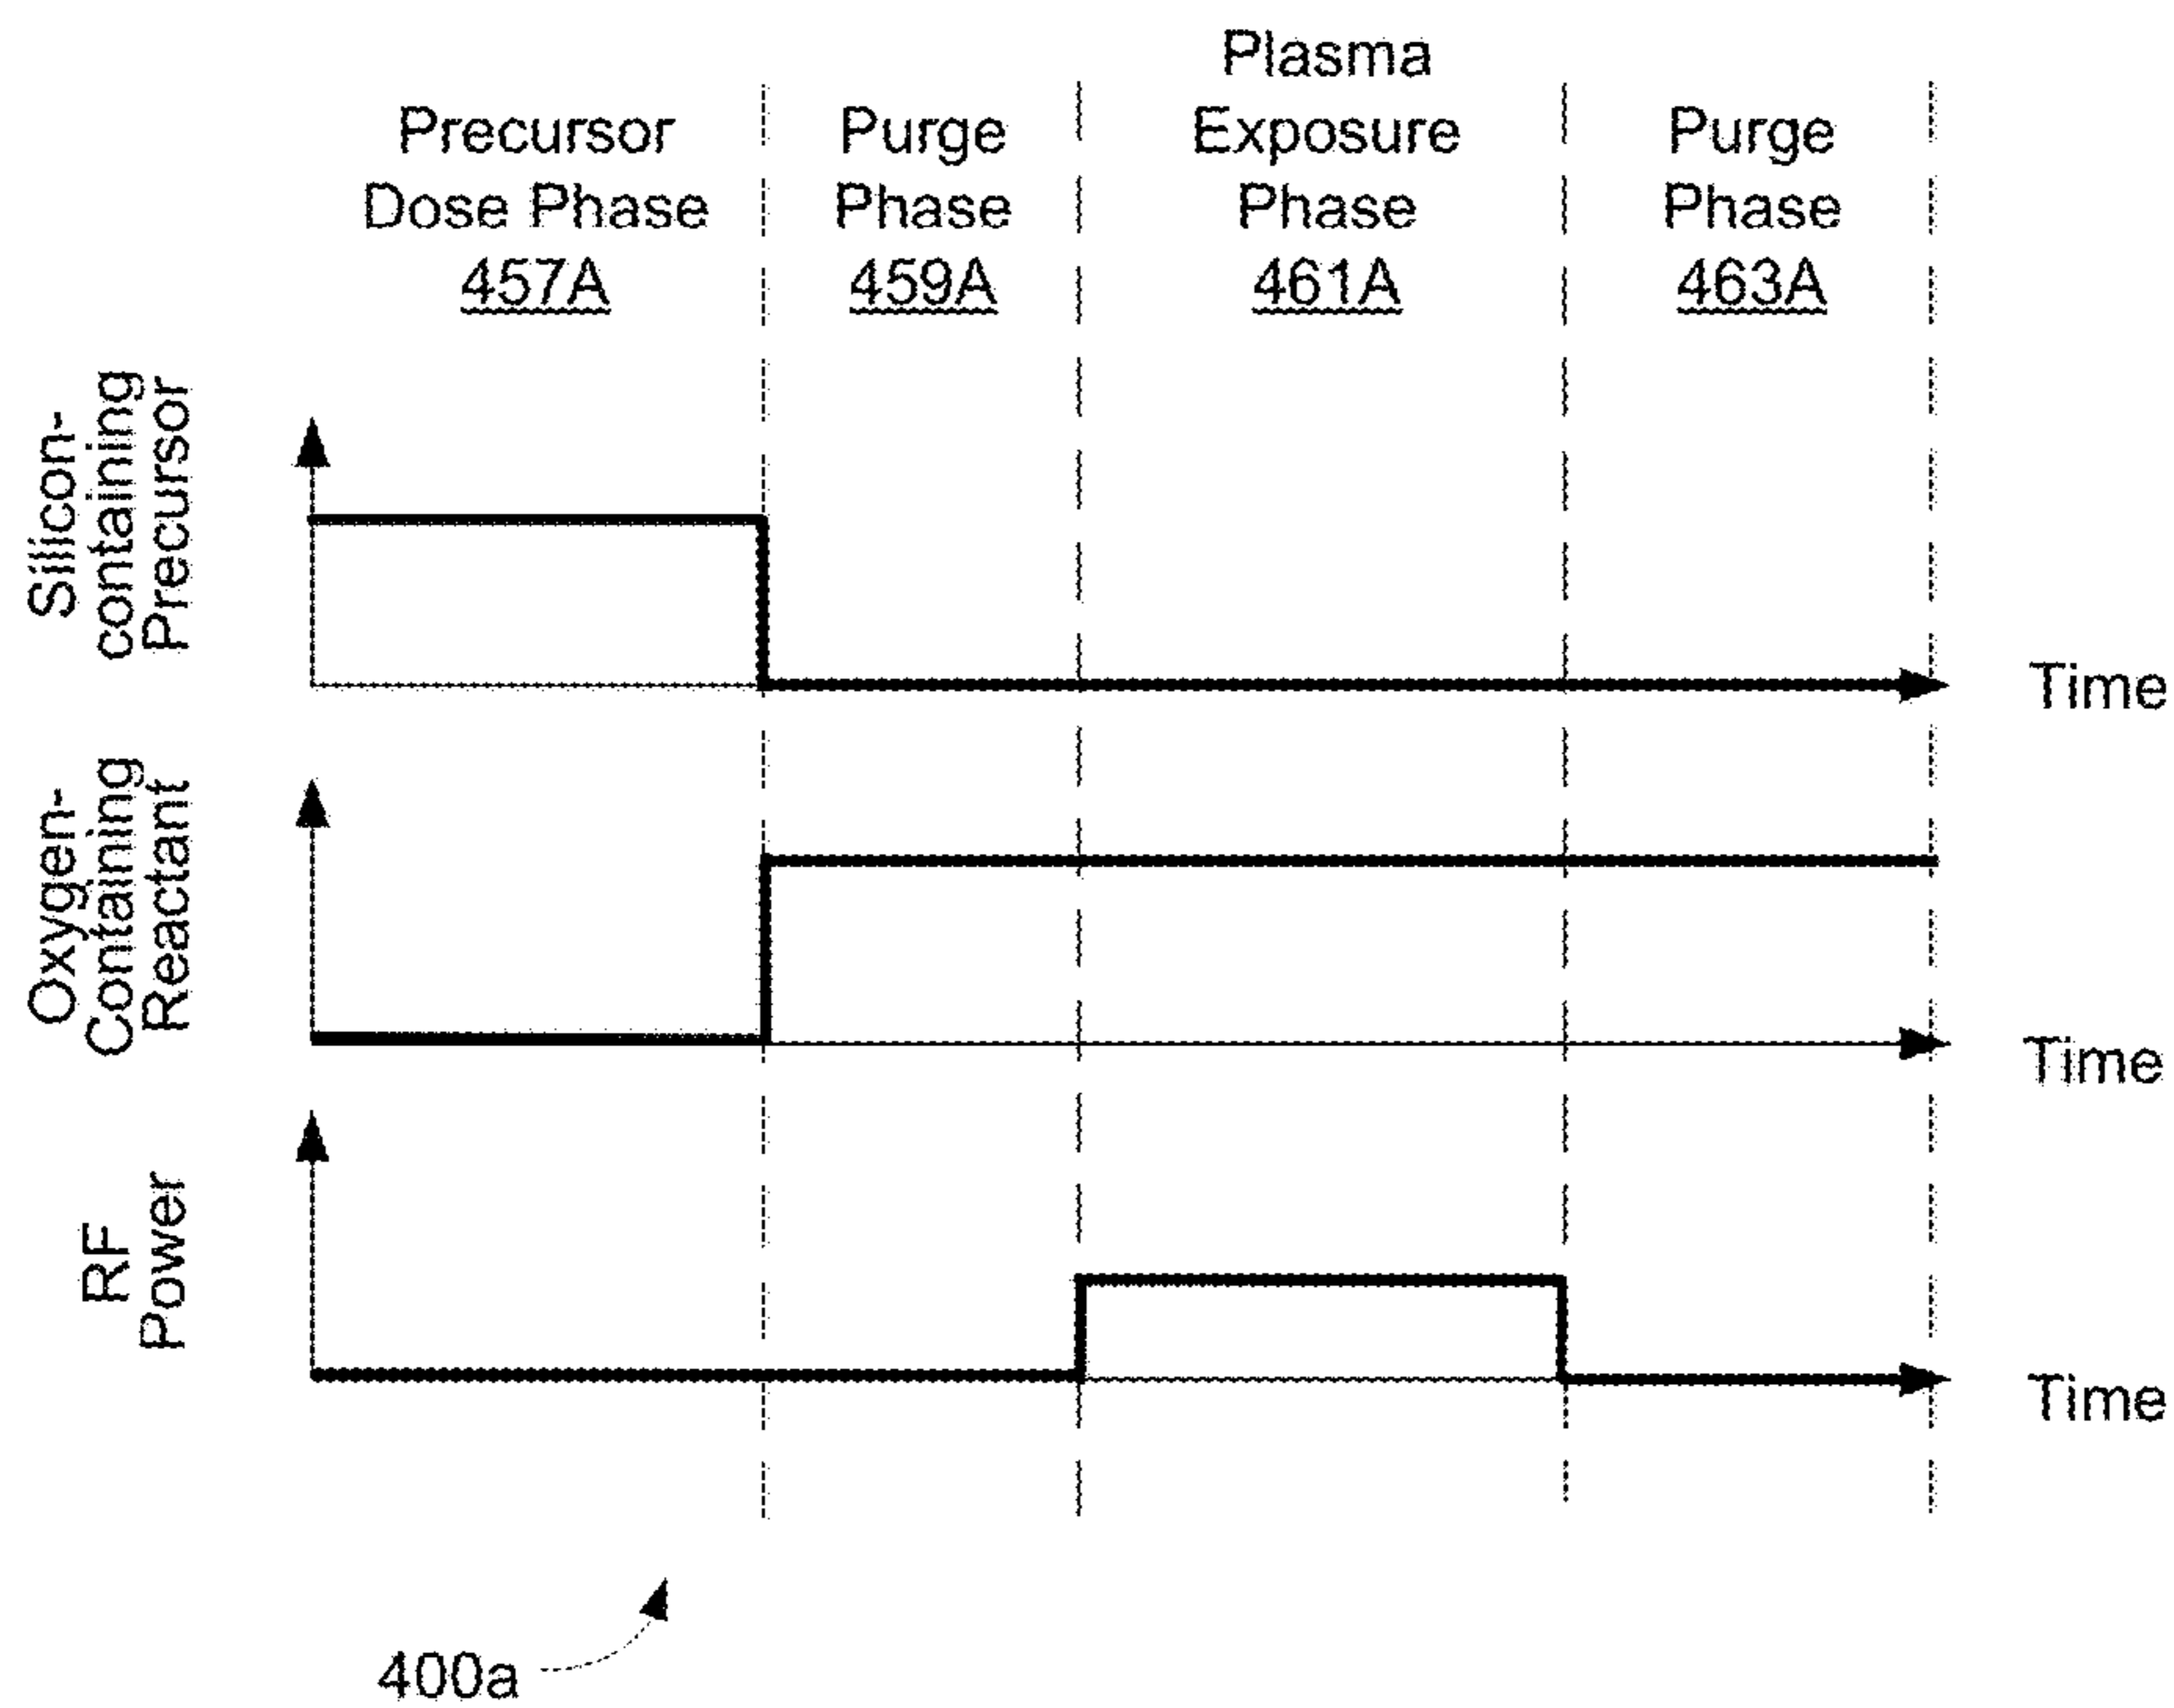 Precursor
Dose Phase
457A
Purge
Phase
459A
Plasma
Exposure
Phase
461A
Purge
Phase
463A
Silicon-
containing
Precursor
Time
Oxygen-
Containing
Reactant
Time
RF
Power
Time
400a